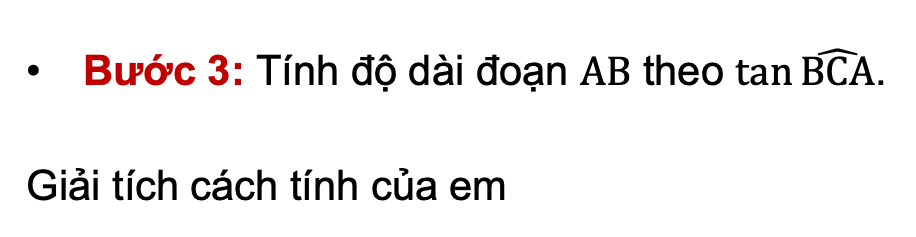 • Bước 3: Tính độ dài đoạn AB theo tan BCA.
Giải tích cách tính của em